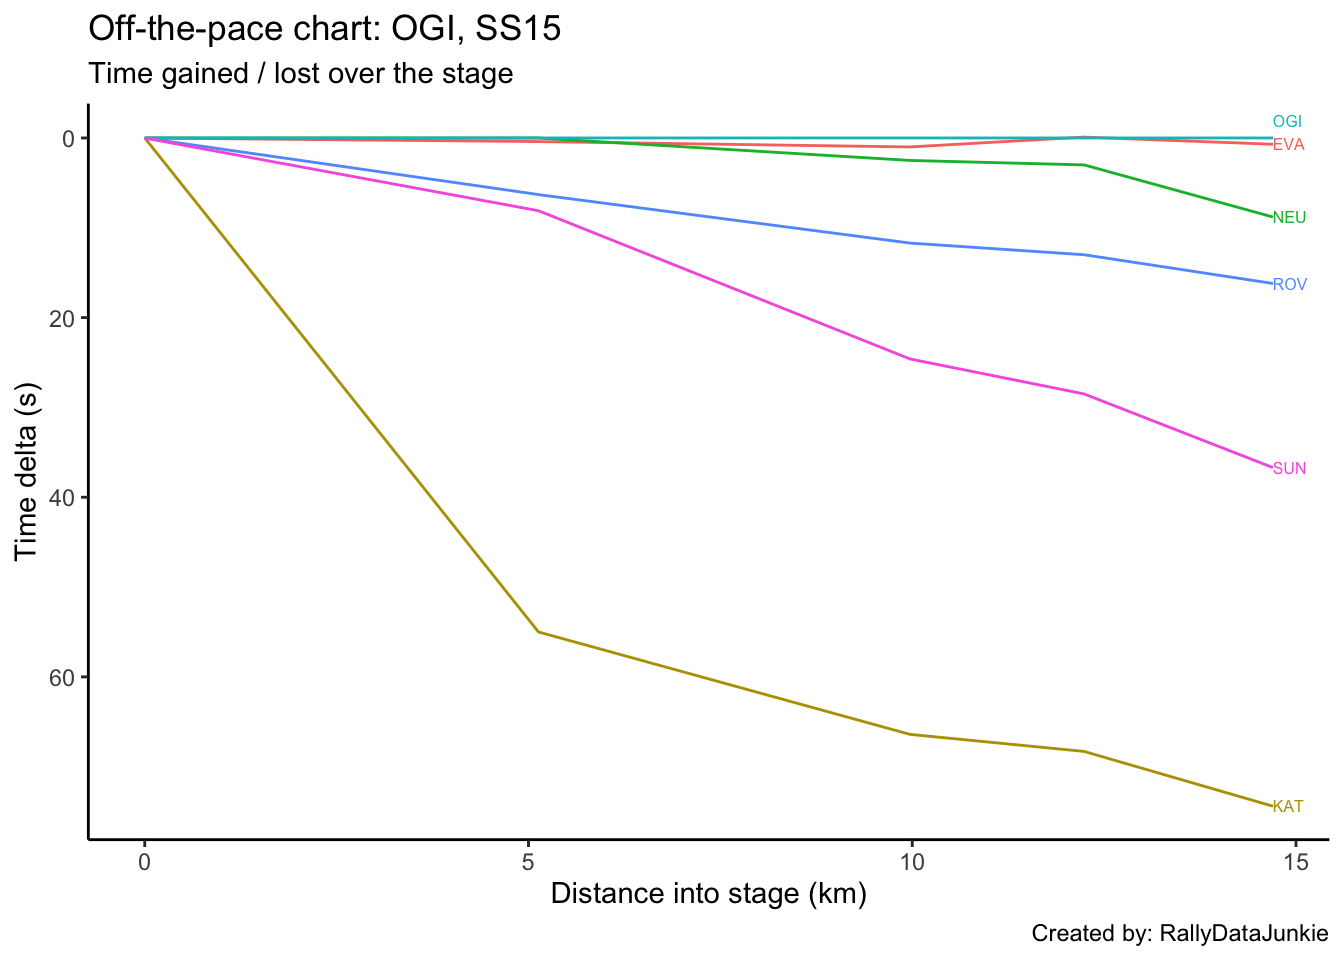 Off-the-pace chart: OGI, SS15
Time gained / lost over the stage
OGI
EVA
NEU
ROV
SUN
KAT
0
20
40
60
Time delta (s)
0 5 10 15
Distance into stage (km)
Created by: RallyDataJunkie